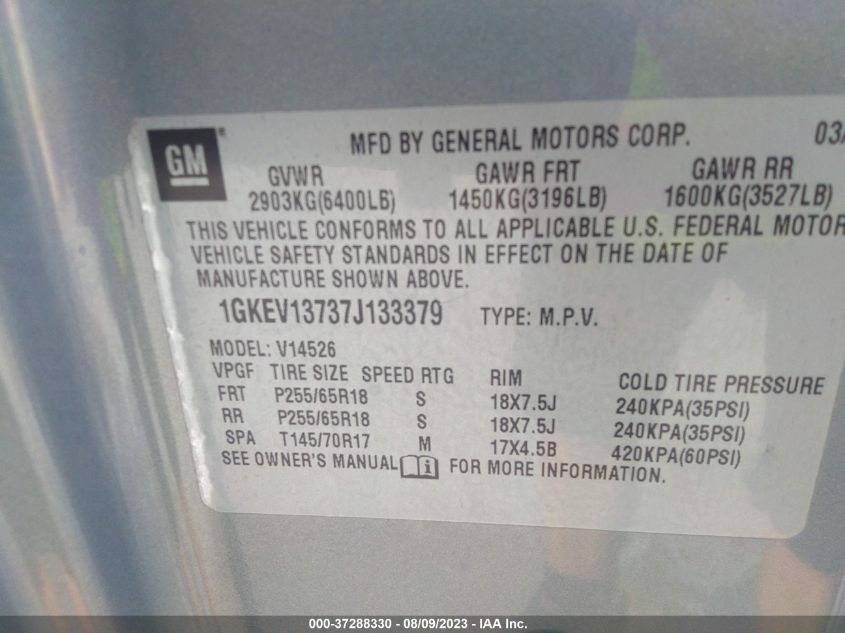 GM®
MFD BY GENERAL MOTORS CORP. 03/
GVWR GAWR FRT GAWR RR
2903KG(6400LB) 1450KG(3196LB) 1600KG(3527LB)
THIS VEHICLE CONFORMS TO ALL APPLICABLE U.S. FEDERAL MOTOR
VEHICLE SAFETY STANDARDS IN EFFECT ON THE DATE OF
MANUFACTURE SHOWN ABOVE.
1GKEV13737J133379 TYPE: M.P.V.
MODEL: V14526
VPGF TIRE SIZE SPEED RTG RIM COLD TIRE PRESSURE
FRT P255/65R18 S 18X7.5J 240KPA(35PSI)
RR P255/65R18 S 18X7.5J 240KPA(35PSI)
SPA T145/70R17 M 17X4.5B 420KPA(60PSI)
SEE OWNER'S MANUAL FOR MORE INFORMATION.
000-37288330 - 08/09/2023 - IAA Inc.